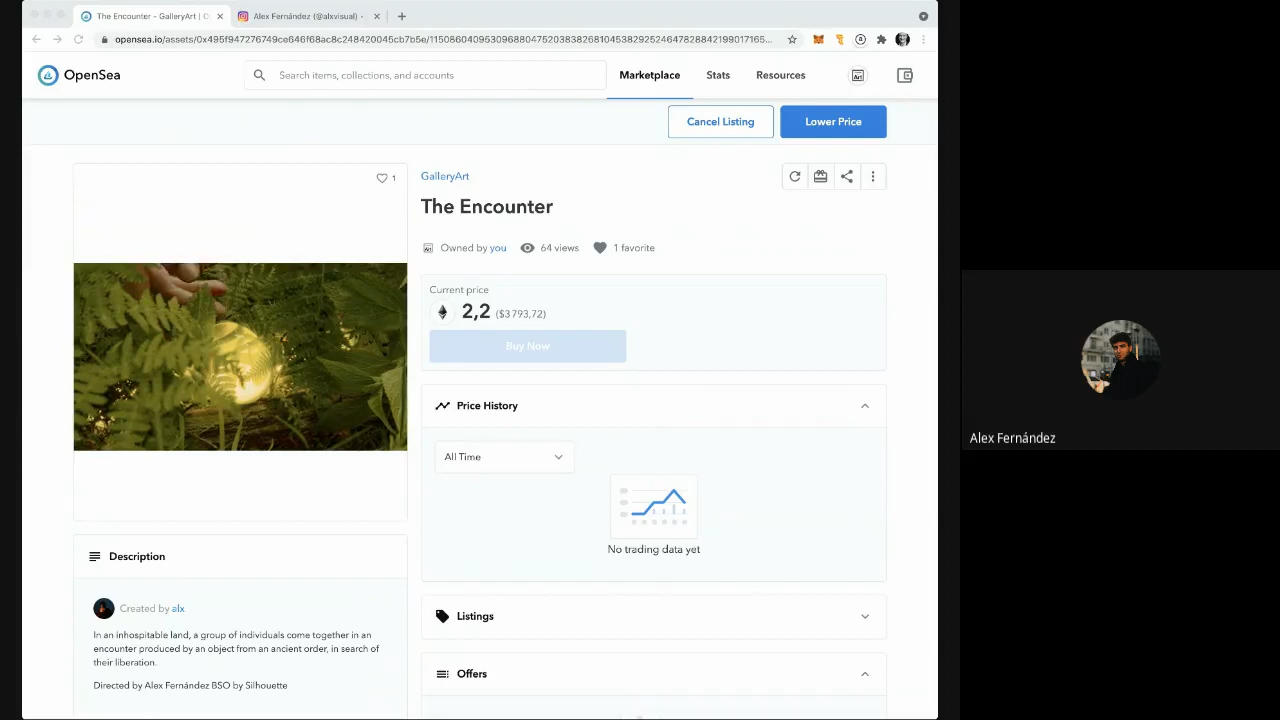 The Encounter - GalleryArt | O
Alex Fernández (@alxvisual) •
opensea.io/assets/0x495f947276749ce646f68ac8c248420045cb7b5e/11508604095309688047520383826810453829252464782884219901716 5...
OpenSea
Search items, collections, and accounts
Marketplace
Stats
Resources
Cancel Listing
Lower Price
1
GalleryArt
The Encounter
Owned by you
64 views
1 favorite
Current price
2,2 ($3 793,72)
Buy Now
Price History
All Time
No trading data yet
Description
Created by alx
In an inhospitable land, a group of individuals come together in an
encounter produced by an object from an ancient order, in search of
their liberation.
Directed by Alex Fernández BSO by Silhouette
Listings
Offers
Alex Fernández